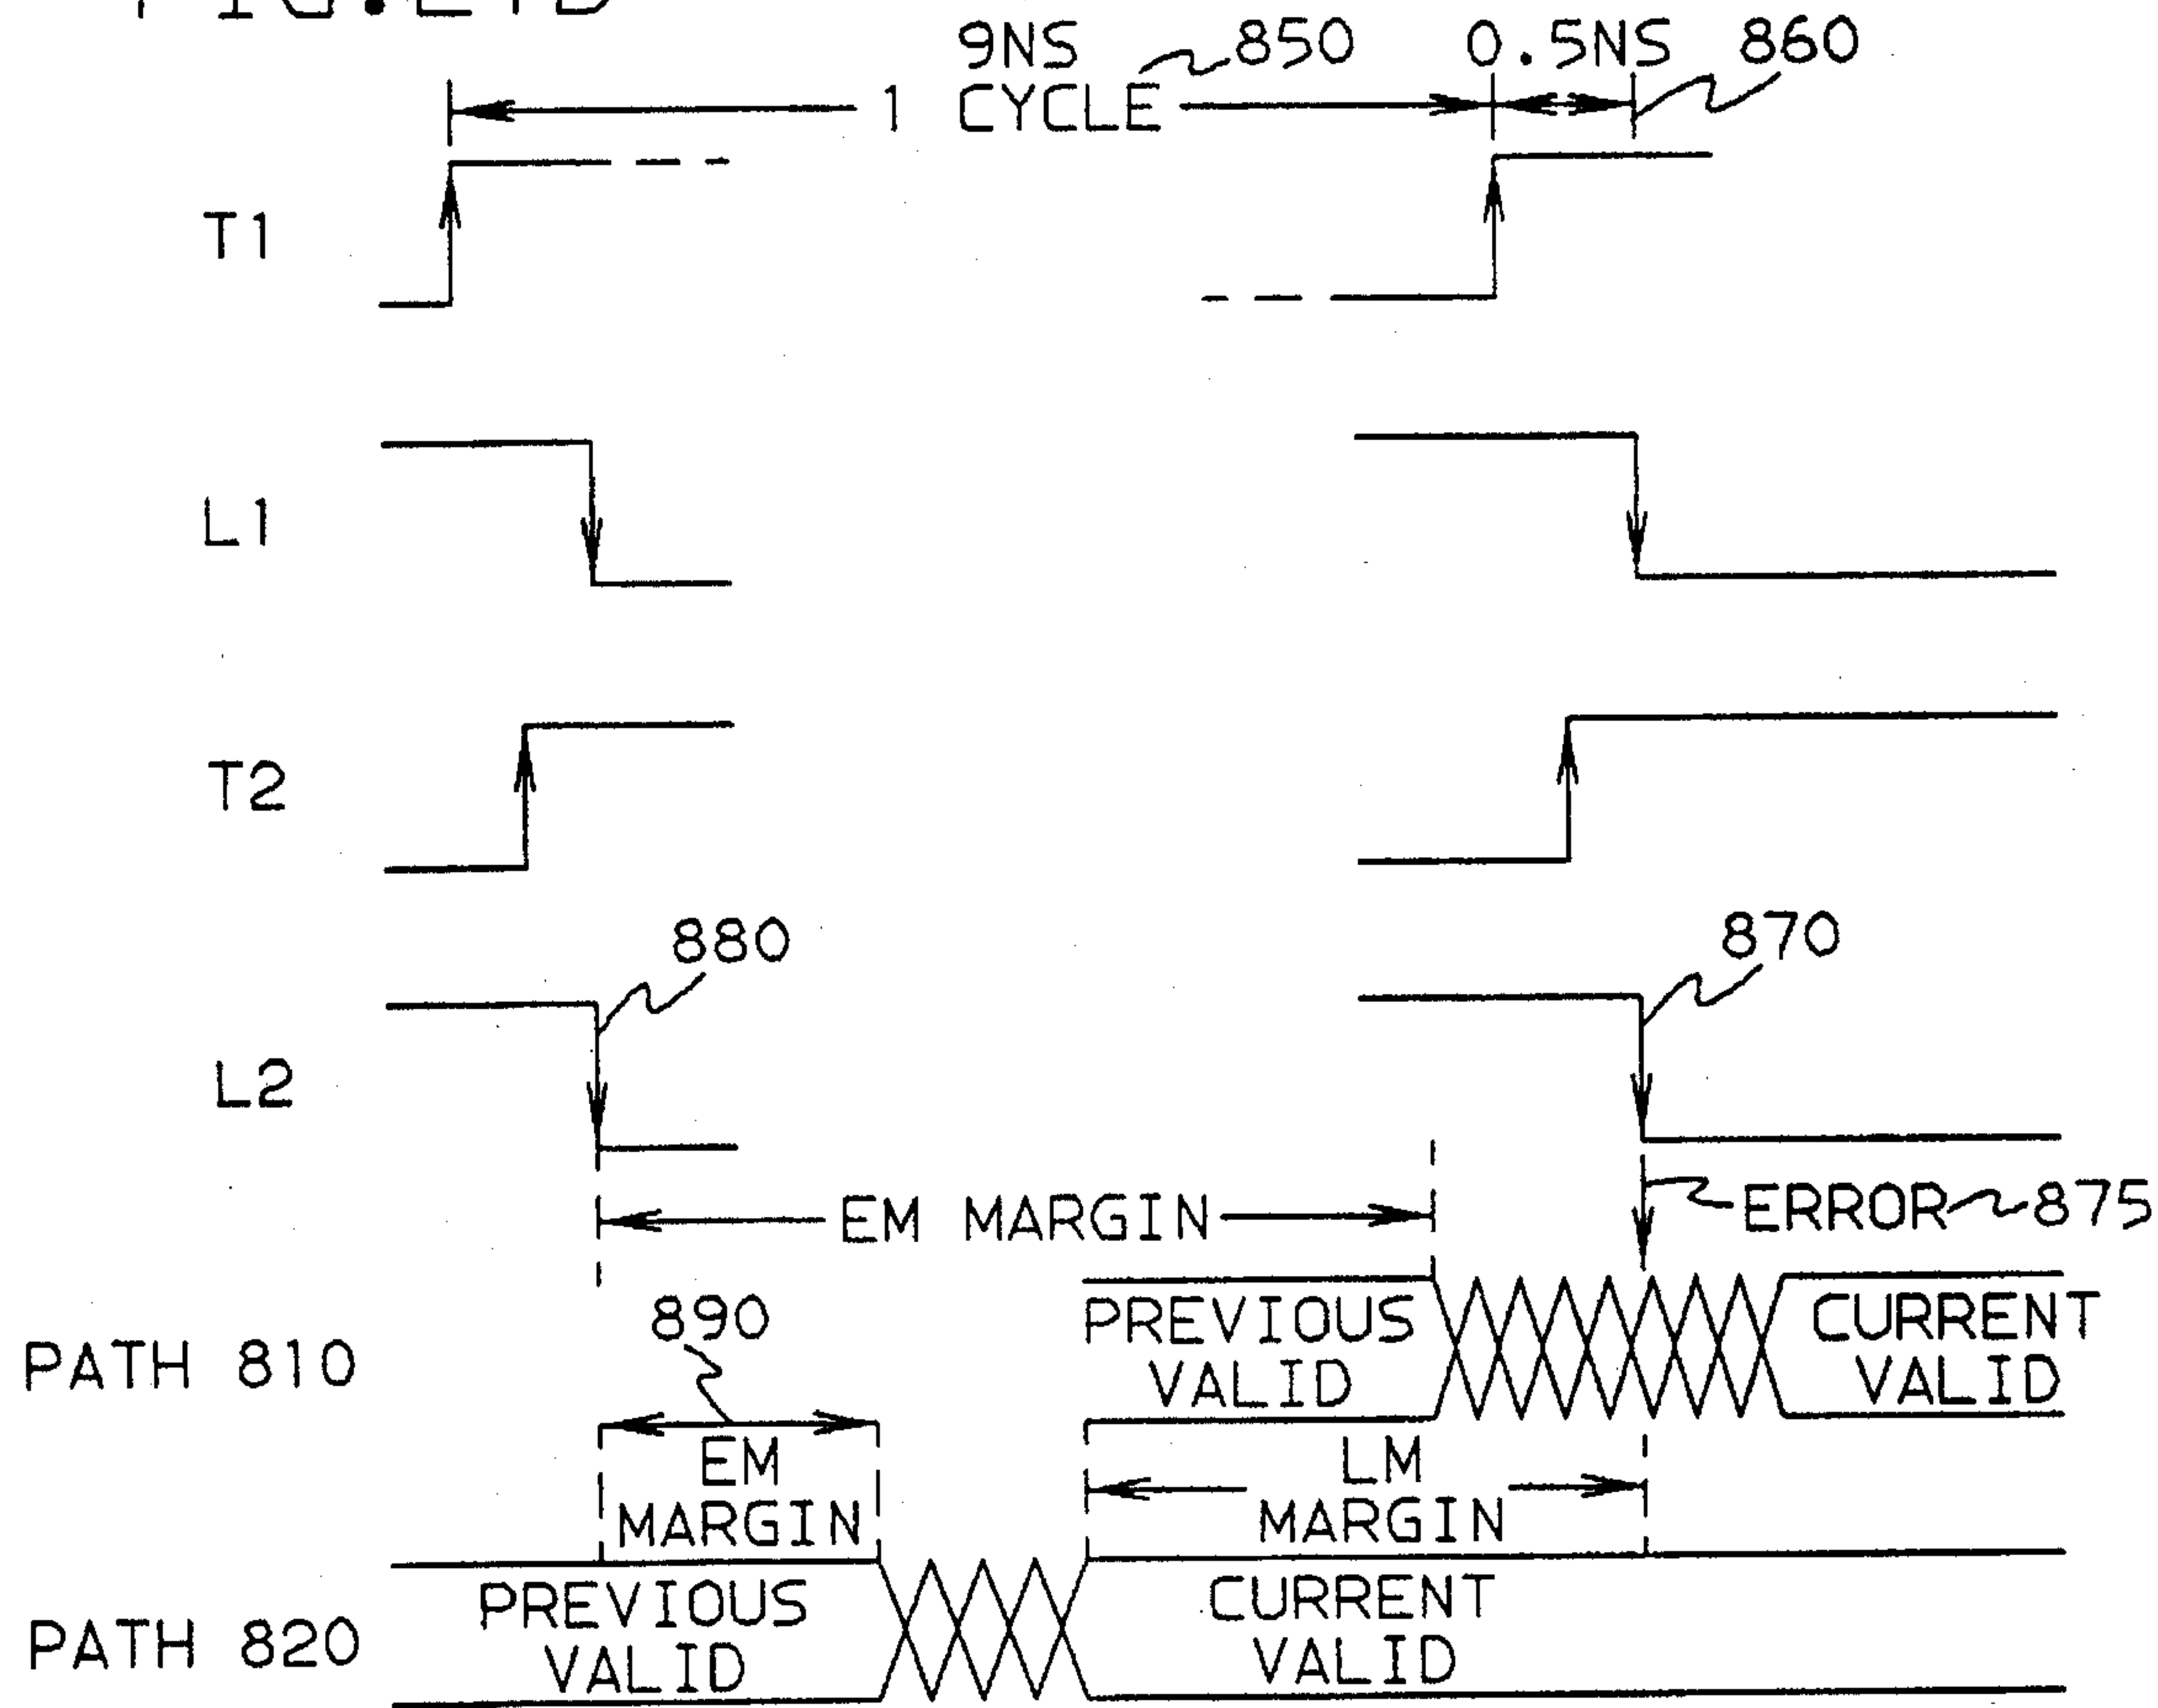 9NS 850 0.5NS 860
1 CYCLE
T1
L1
T2
880
870
L2
EM MARGIN
ERROR 875
890
PREVIOUS
VALID
CURRENT
VALID
PATH 810
EM
MARGIN
LM
MARGIN
PREVIOUS
VALID
CURRENT
VALID
PATH 820